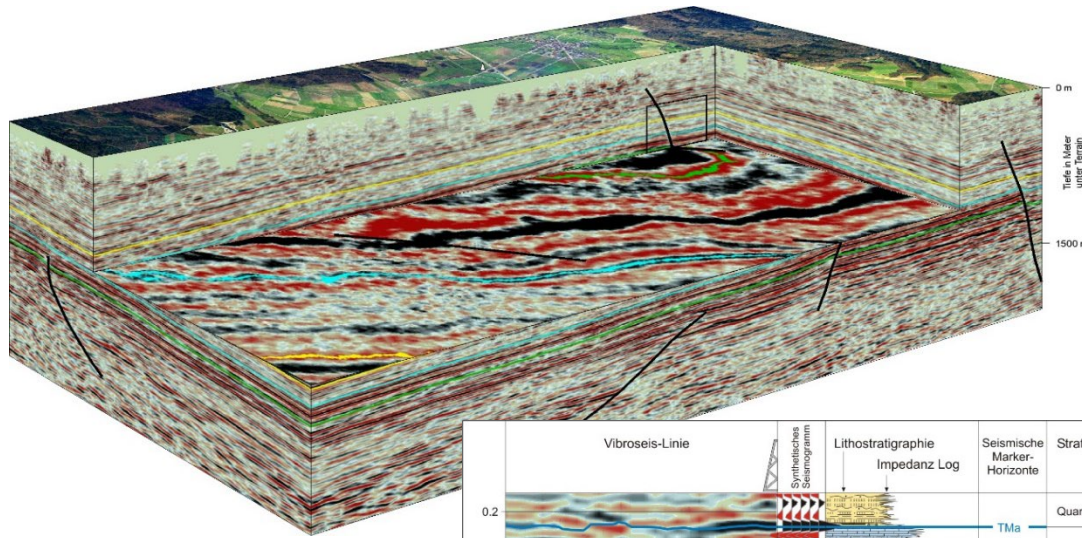 0 m
Tiefe in Meter
unter Terrain
1500
Vibroseis-Linie
Synthetisches
Seismogramm
Lithostratigraphie
Impedanz Log
Seismische
Marker-
Horizonte
0.2
TMa